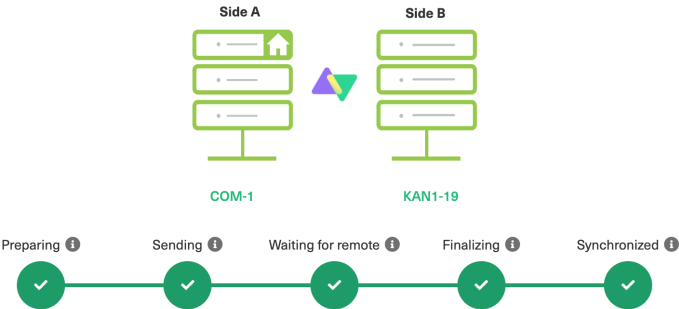 Side A
Side B
COM-1
KAN1-19
Preparing
Sending
Waiting for remote
Finalizing
Synchronized